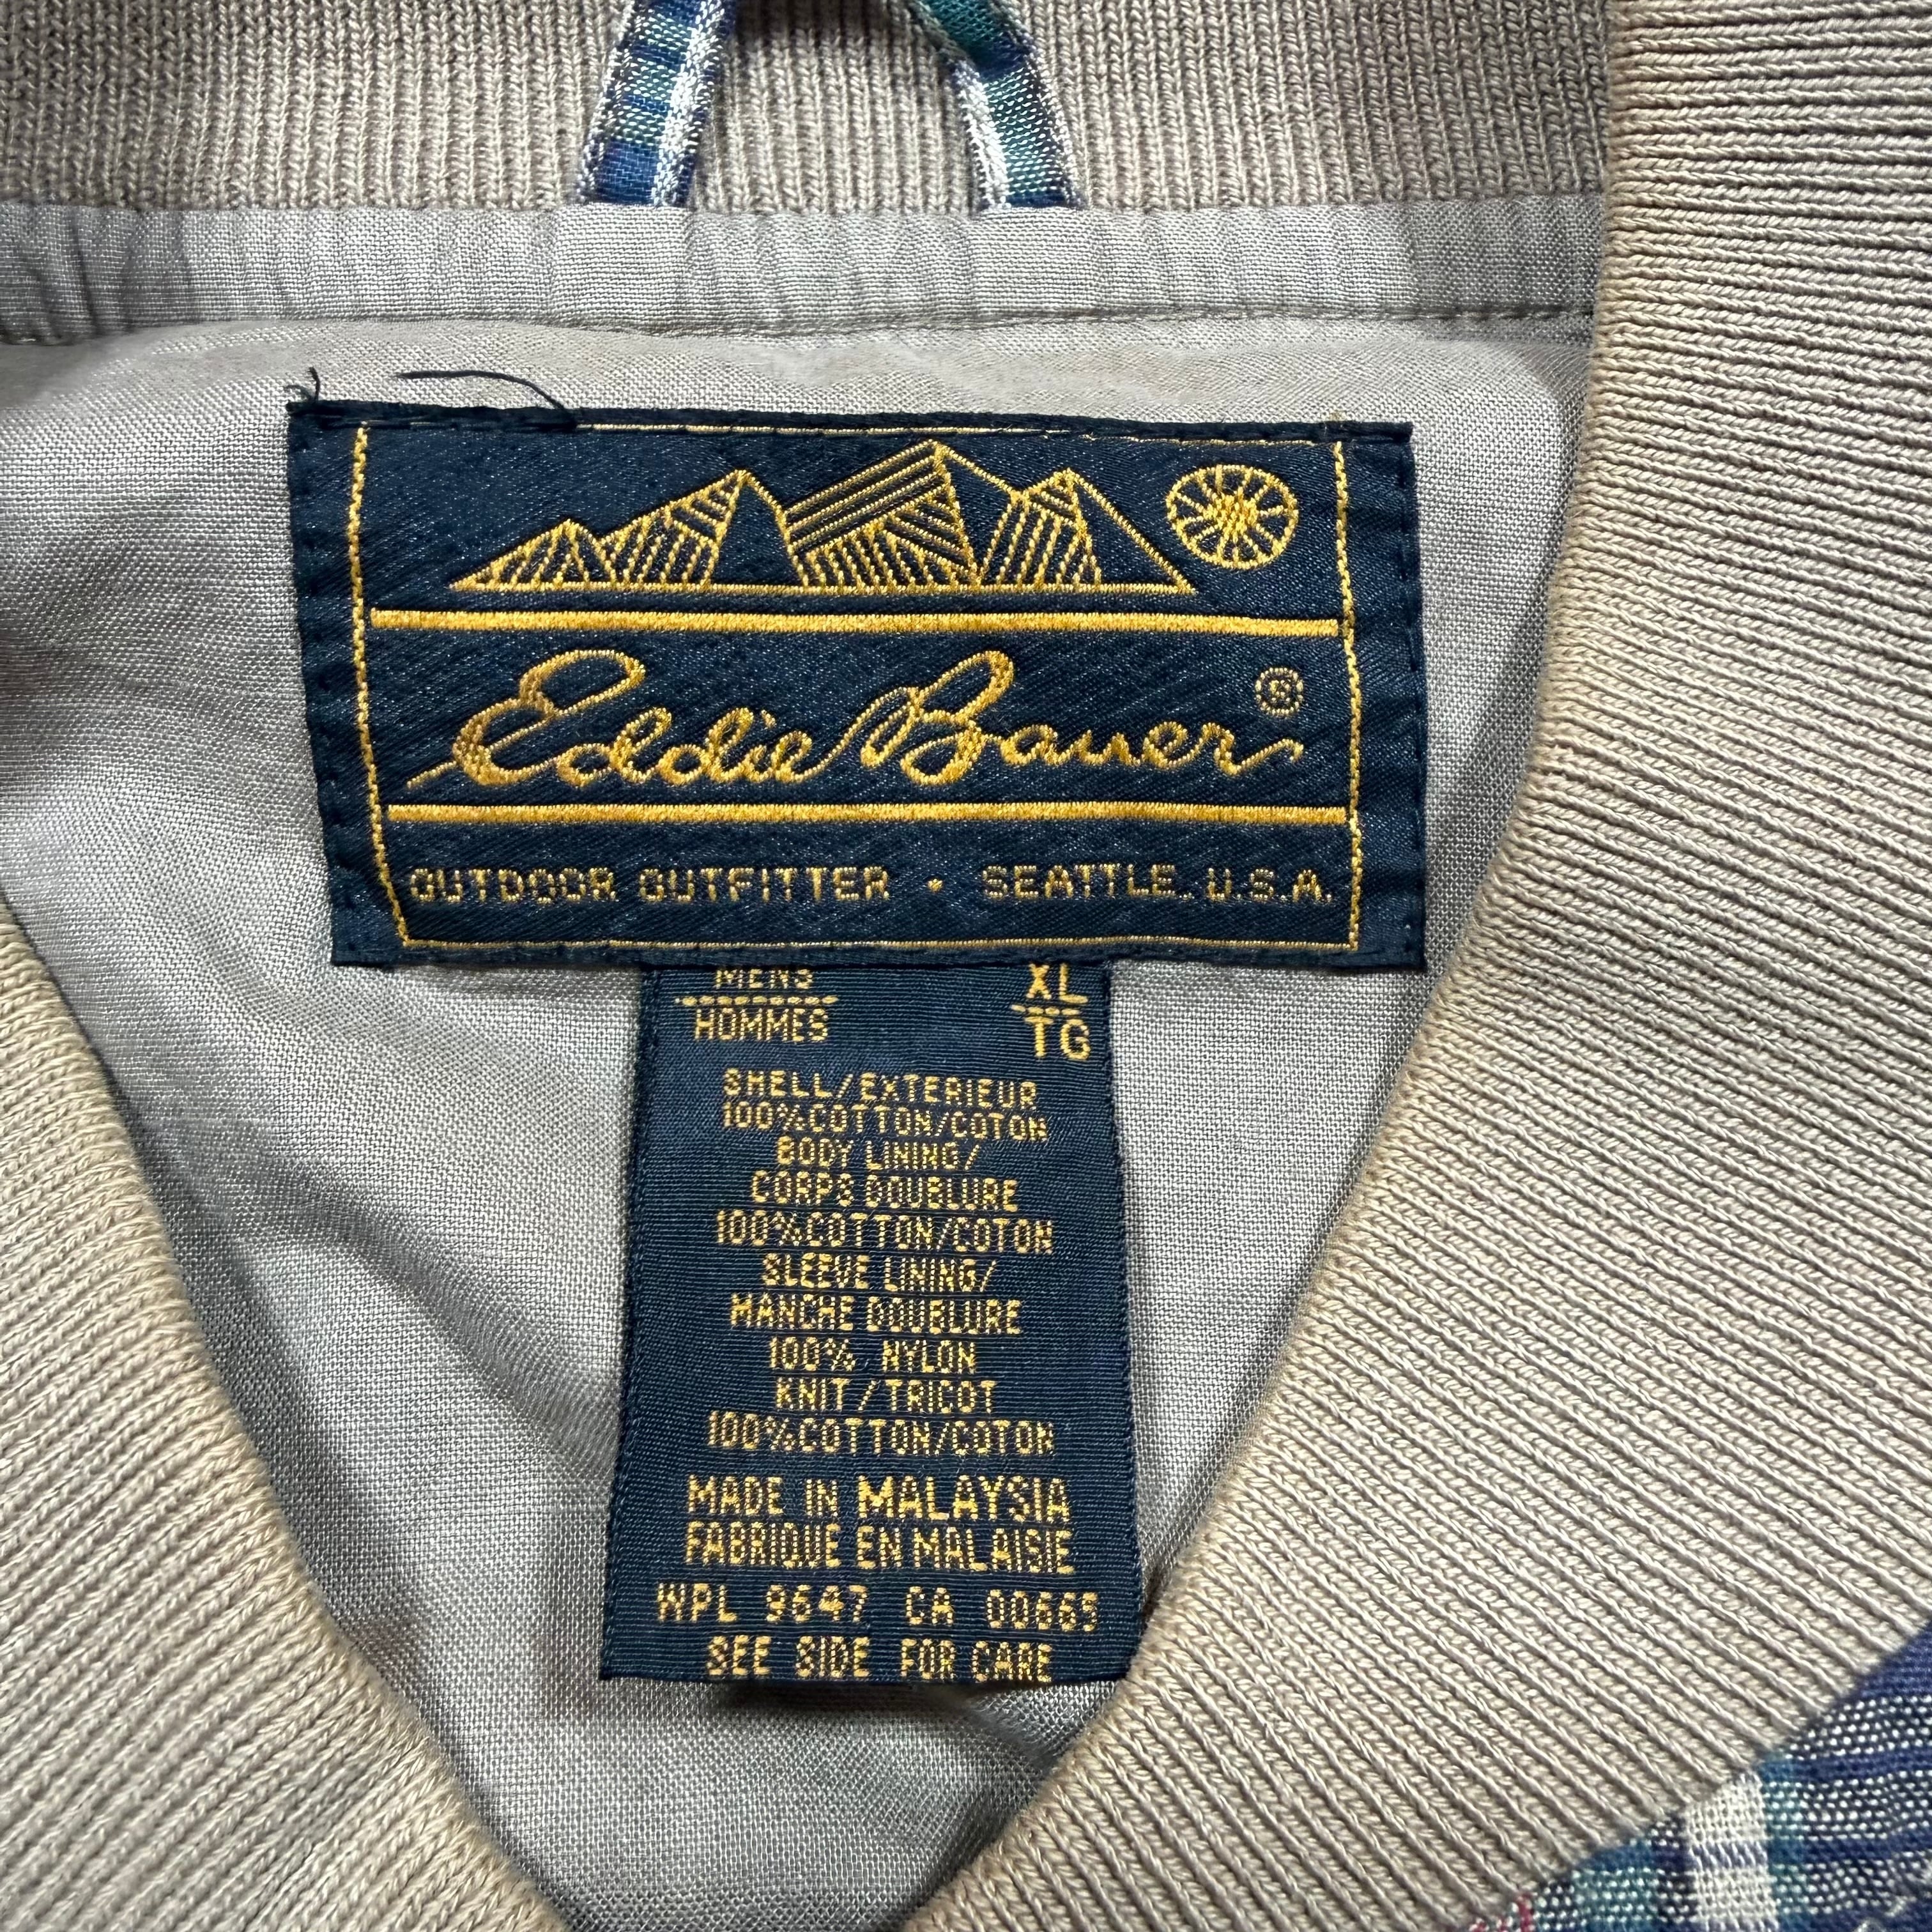 Eddie Bauer®
OUTDOOR OUTFITTER • SEATTLE, U.S.A.
MENS XL
HOMMES TG
SHELL/EXTERIEUR
100%COTTON/COTON
BODY LINING/
CORPS DOUBLURE
100%COTTON/COTON
SLEEVE LINING/
MANCHE DOUBLURE
100% NYLON
KNIT/TRICOT
100%COTTON/COTON
MADE IN MALAYSIA
FABRIQUE EN MALAISIE
WPL 9647 CA 00665
SEE SIDE FOR CARE